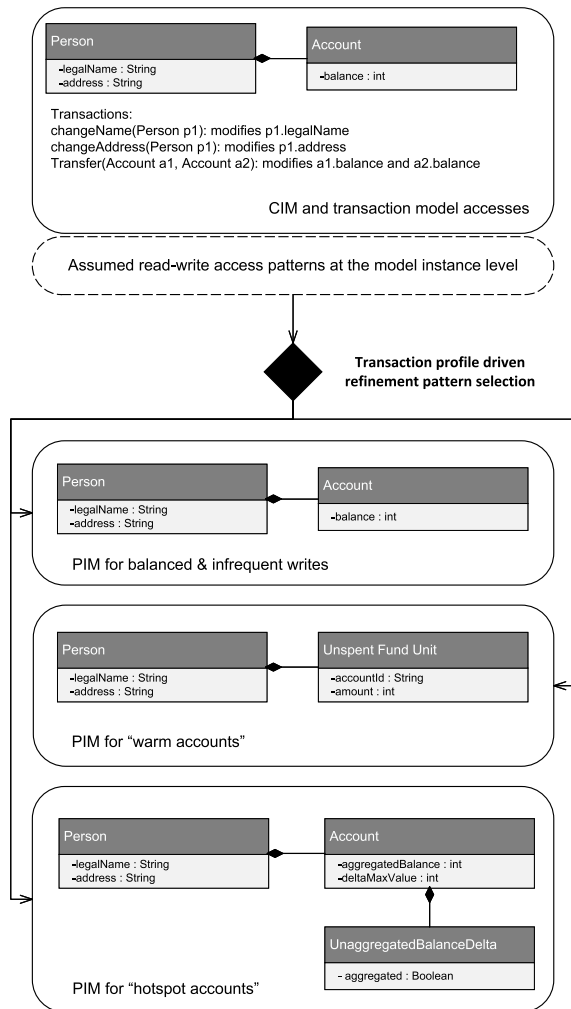 Person
-legalName : String
-address : String
Account
-balance : int
Transactions:
changeName(Person p1): modifies p1.legalName
changeAddress(Person p1): modifies p1.address
Transfer(Account a1, Account a2): modifies a1.balance and a2.balance
CIM and transaction model accesses
Assumed read-write access patterns at the model instance level
Transaction profile driven
refinement pattern selection
Person
-legalName : String
-address : String
Account
-balance : int
PIM for balanced & infrequent writes
Person
-legalName : String
-address : String
Unspent Fund Unit
-accountId : String
-amount : int
PIM for “warm accounts”
Person
-legalName : String
-address : String
Account
-aggregatedBalance : int
-deltaMaxValue : int
UnaggregatedBalanceDelta
- aggregated : Boolean
PIM for “hotspot accounts”